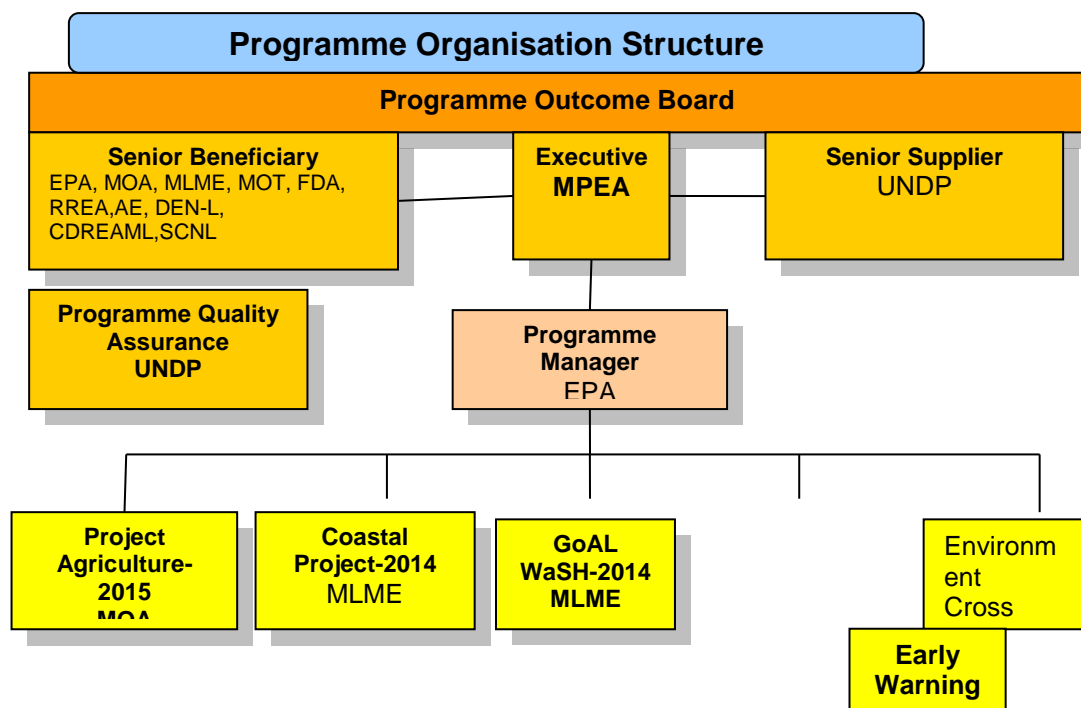 Programme Organisation Structure
Programme Outcome Board
Senior Beneficiary
EPA, MOA, MLME, MOT, FDA,
RREA,AE, DEN-L,
CDREAML,SCNL
Executive
MPEA
Senior Supplier
UNDP
Programme Quality
Assurance
UNDP
Programme
Manager
EPA
Project
Agriculture-
2015
MOA
Coastal
Project-2014
MLME
GoAL
WaSH-2014
MLME
Environm
ent
Cross
Early
Warning